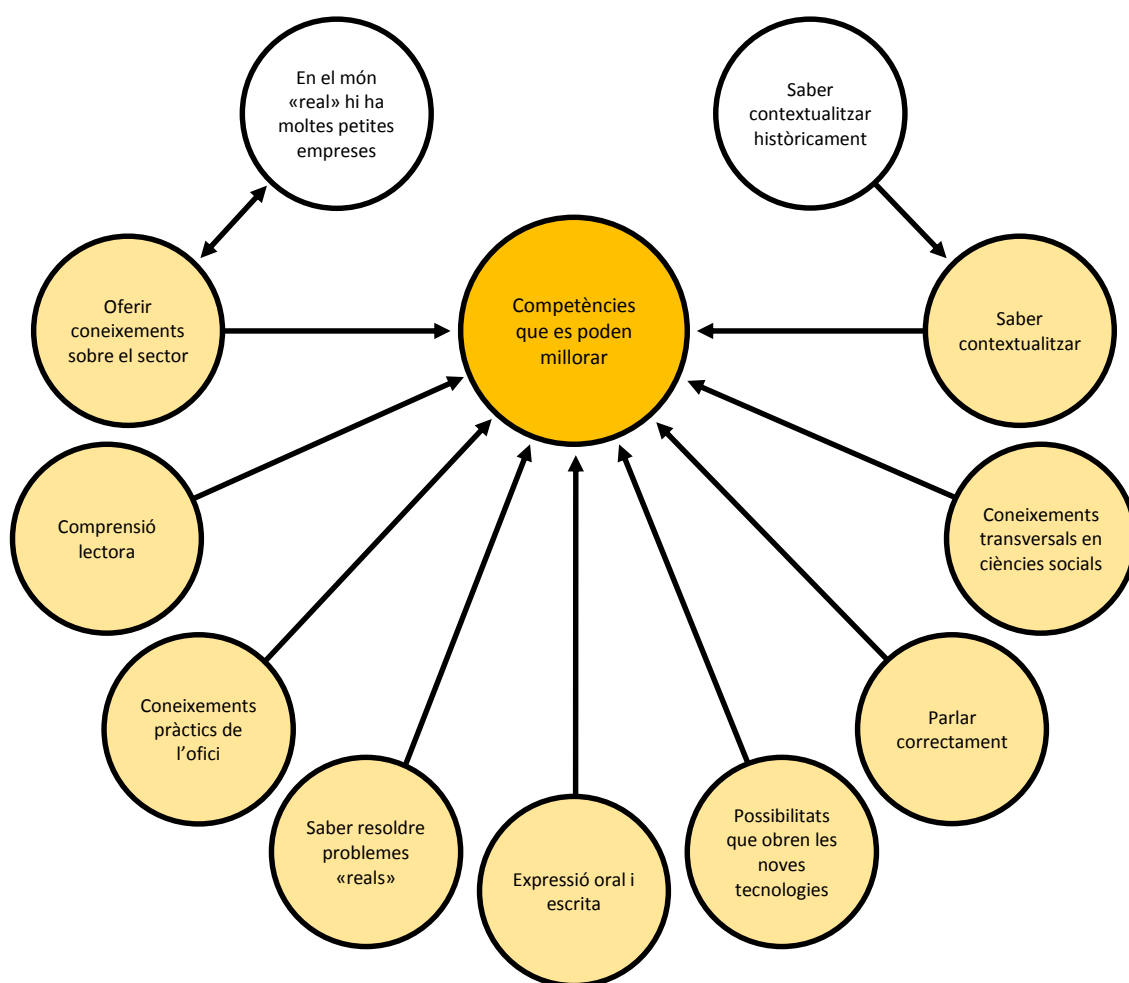 En el món
«real» hi ha
moltes petites
empreses
Saber
contextualitzar
històricament
Competències
que es poden
millorar
Oferir
coneixements
sobre el sector
Saber
contextualitzar
Comprensió
lectora
Coneixements
transversals en
ciències socials
Coneixements
pràctics de
l’ofici
Parlar
correctament
Saber resoldre
problemes
«reals»
Expressió oral i
escrita
Possibilitats
que obren les
noves
tecnologies